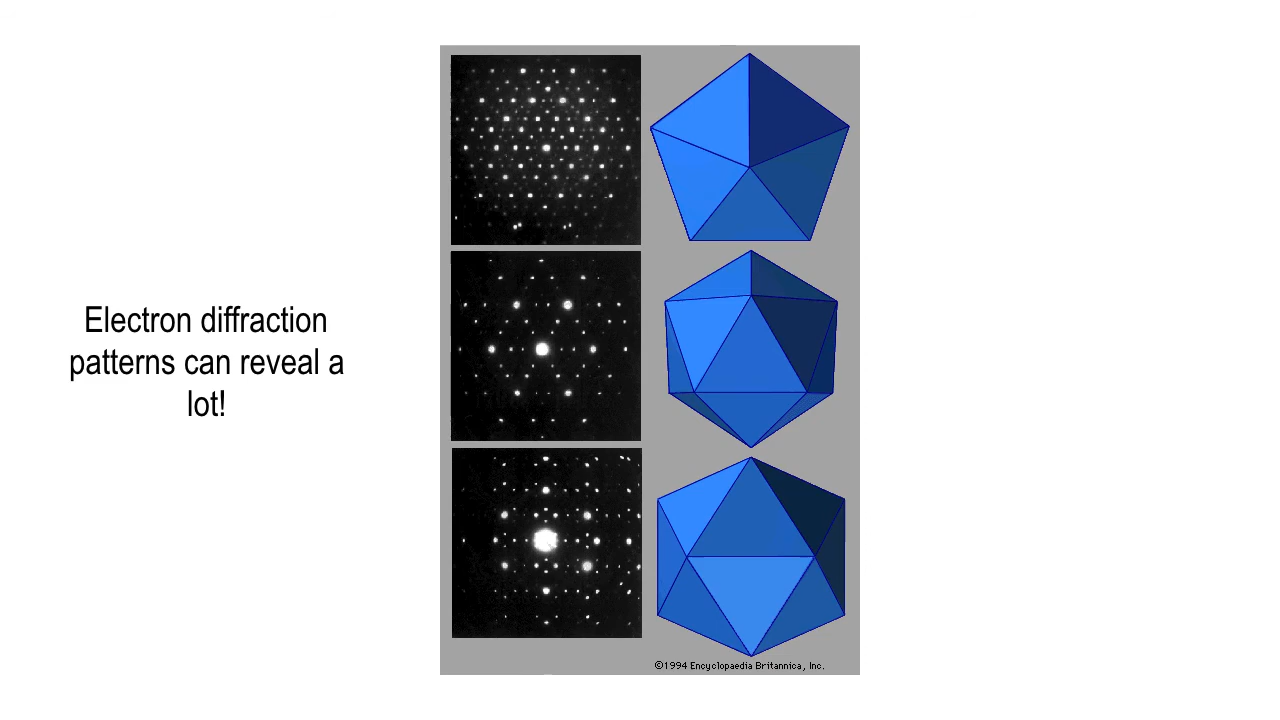 Electron diffraction
patterns can reveal a
lot!
©1994 Encyclopaedia Britannica, Inc.